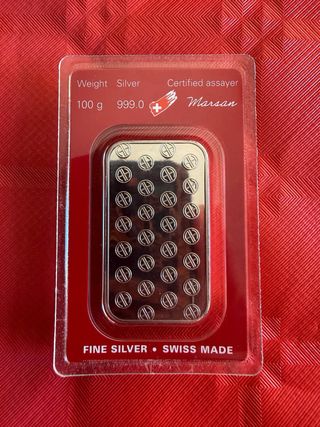 Weight Silver Certified assayer
100 g 999.0 Marsan
FINE SILVER • SWISS MADE